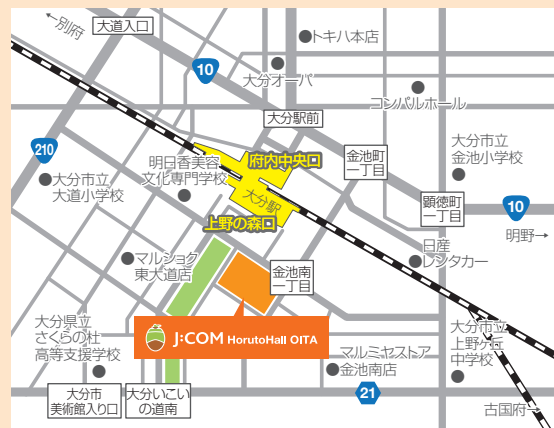 ←別府
大道入口
トキハ本店
10
大分オーパ
コンパルホール
大分駅前
210
明日香美容
文化専門学校
府内中央口
金池町
一丁目
大分市立
金池小学校
大分市立
大道小学校
大分駅
顕徳町
一丁目
10
上野の森口
明野→
マルショク
東大道店
金池南
一丁目
日産
レンタカー
J:COM HorutoHall OITA
大分県立
さくらの杜
高等支援学校
マルミヤストア
金池南店
大分市立
上野ヶ丘
中学校
大分市
美術館入り口
大分いこい
の道南
21
古国府→